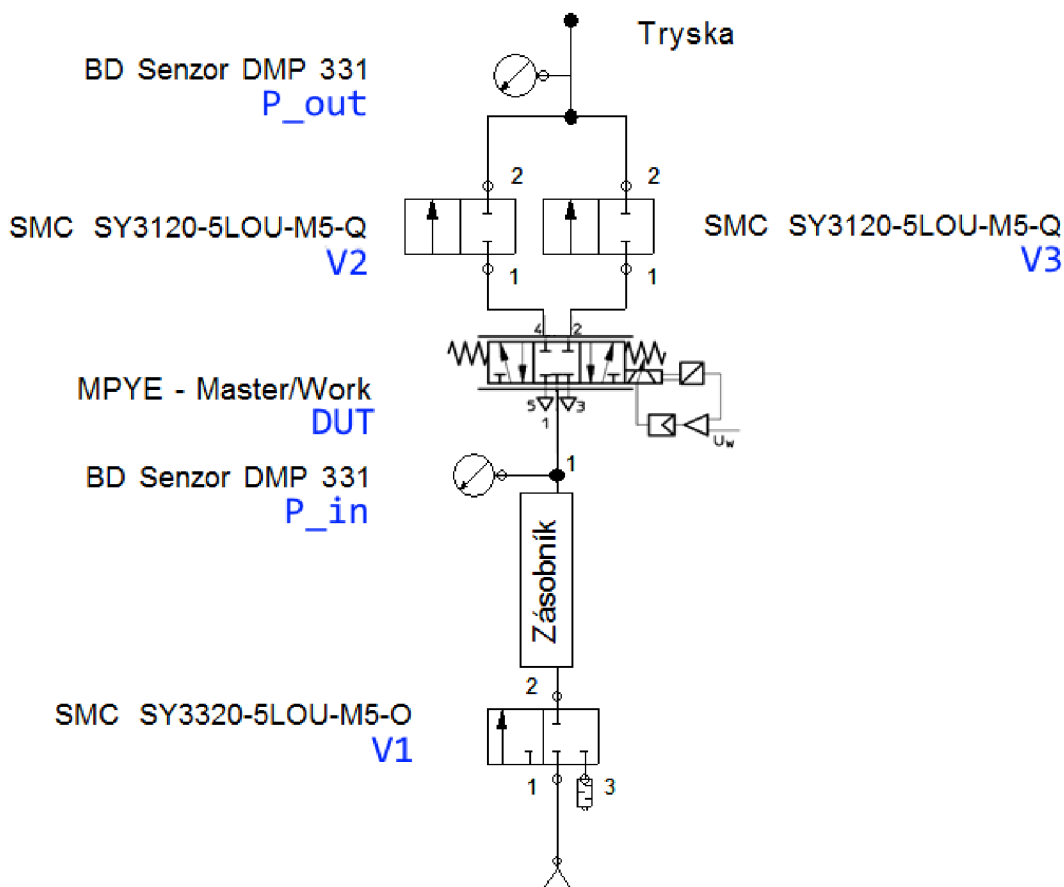 Tryska
BD Senzor DMP 331
P_out
2
2
SMC SY3120-5LOU-M5-Q
V2
SMC SY3120-5LOU-M5-Q
V3
1
1
4
2
MPYE - Master/Work
DUT
5
3
1
Uw
BD Senzor DMP 331
P_in
1
Zásobník
2
SMC SY3320-5LOU-M5-O
V1
1
3